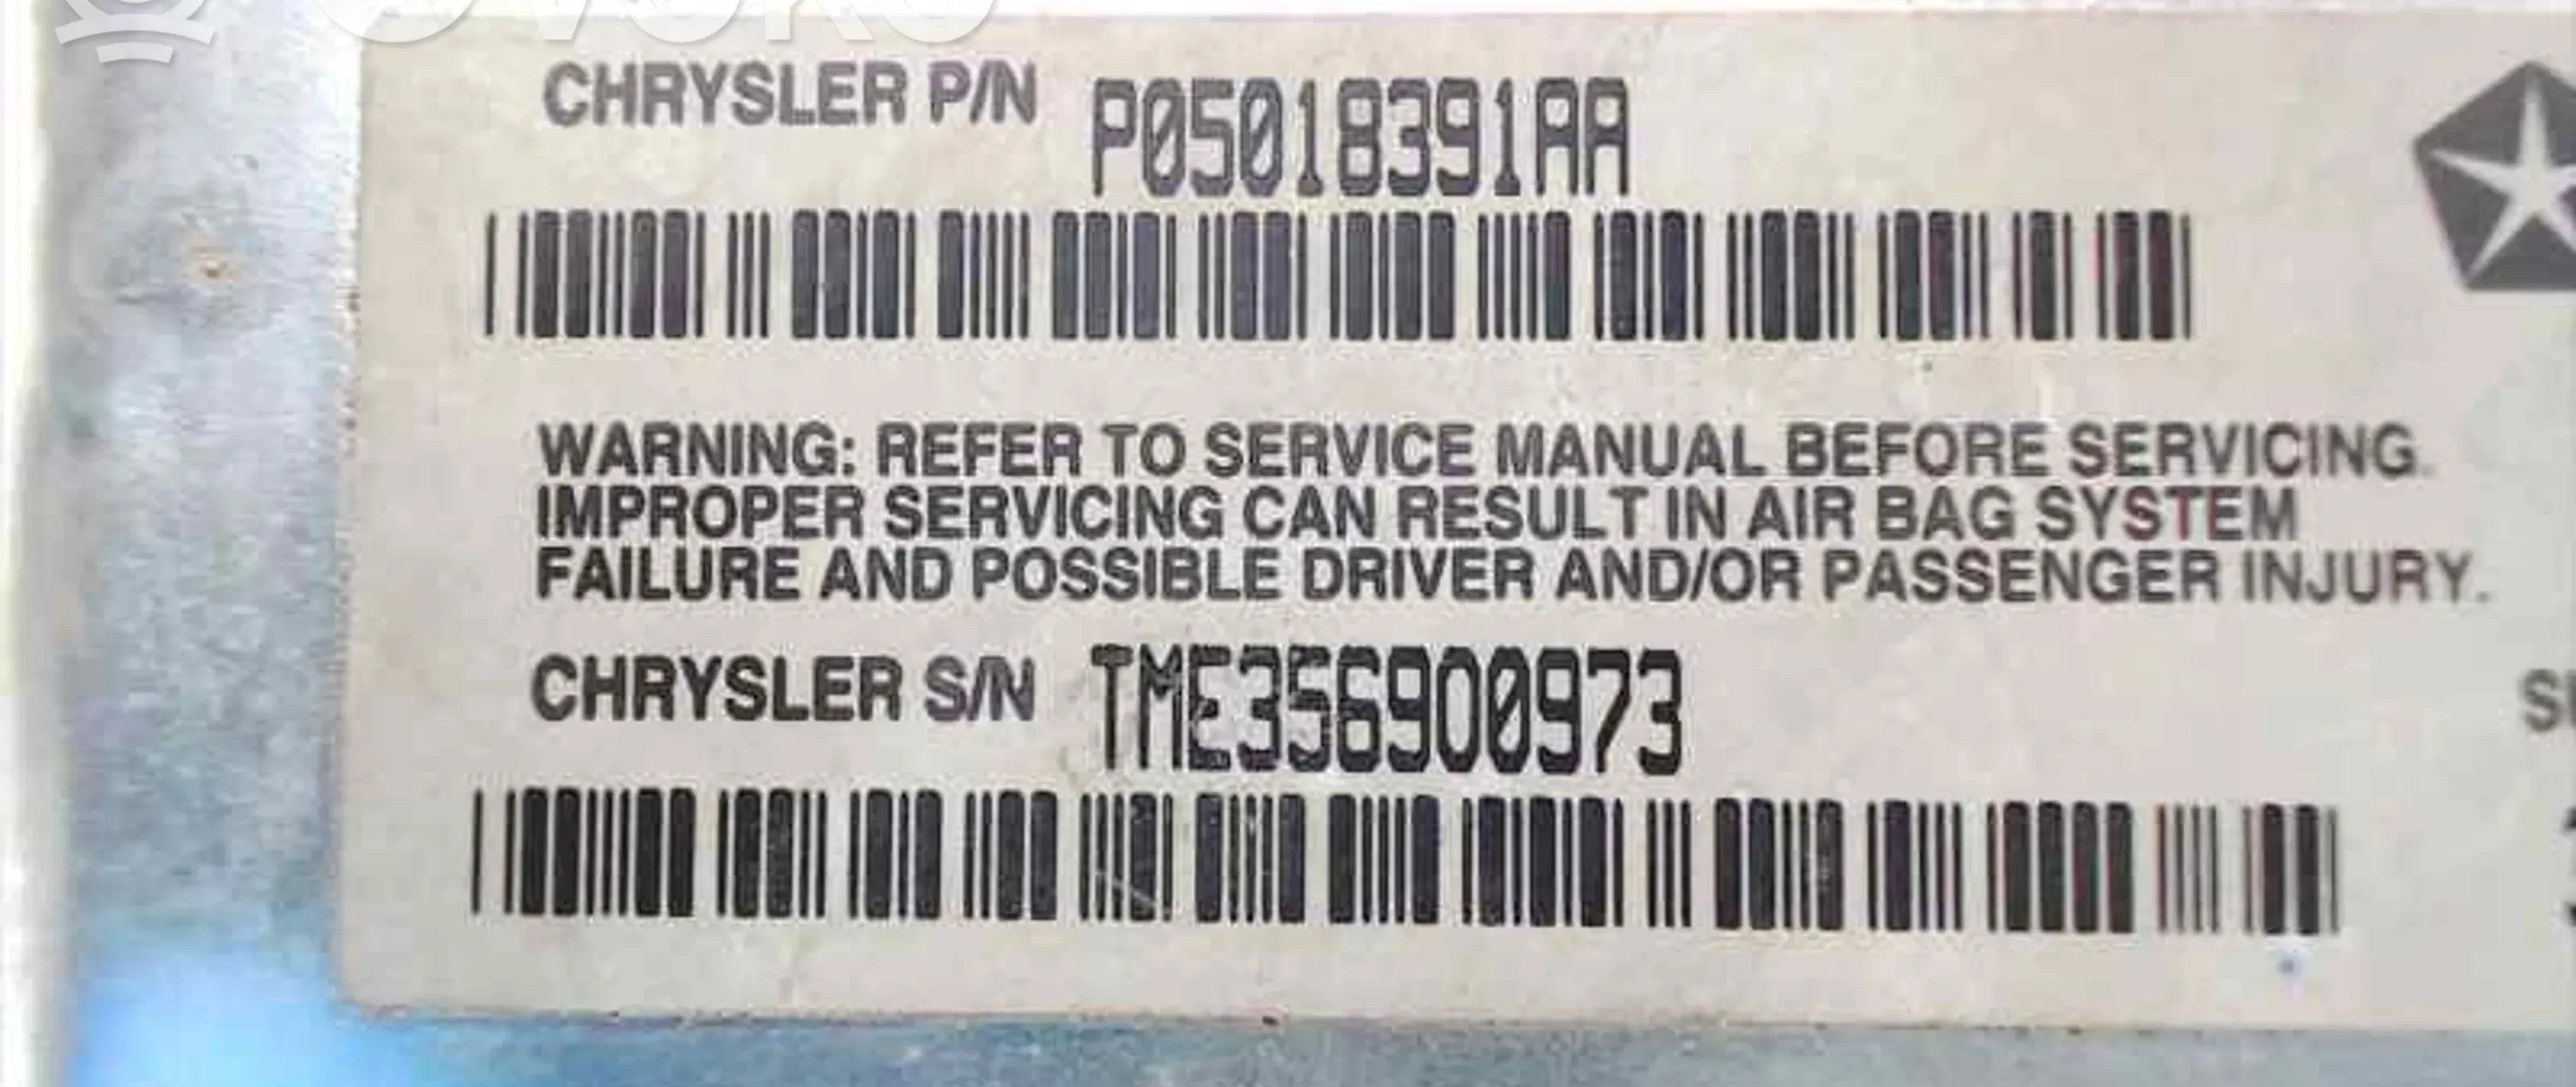 CHRYSLER P/N P05018391AA
WARNING: REFER TO SERVICE MANUAL BEFORE SERVICING.
IMPROPER SERVICING CAN RESULT IN AIR BAG SYSTEM
FAILURE AND POSSIBLE DRIVER AND/OR PASSENGER INJURY.
CHRYSLER S/N TME356900973